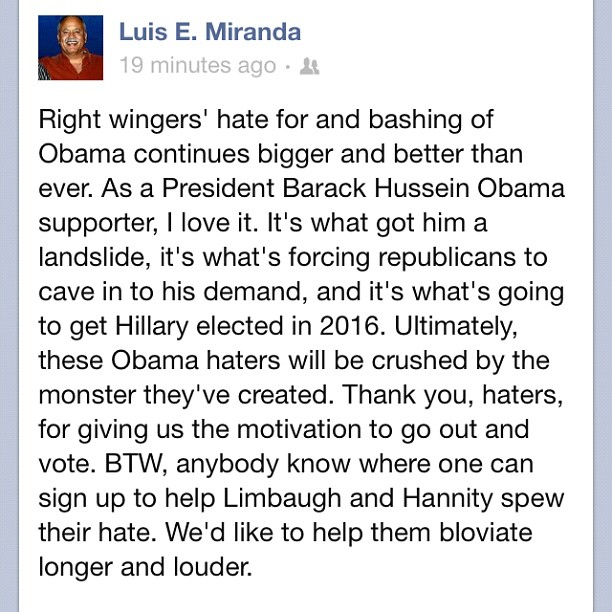 Luis E. Miranda
19 minutes ago ·
Right wingers' hate for and bashing of
Obama continues bigger and better than
ever. As a President Barack Hussein Obama
supporter, I love it. It's what got him a
landslide, it's what's forcing republicans to
cave in to his demand, and it's what's going
to get Hillary elected in 2016. Ultimately,
these Obama haters will be crushed by the
monster they've created. Thank you, haters,
for giving us the motivation to go out and
vote. BTW, anybody know where one can
sign up to help Limbaugh and Hannity spew
their hate. We'd like to help them bloviate
longer and louder.